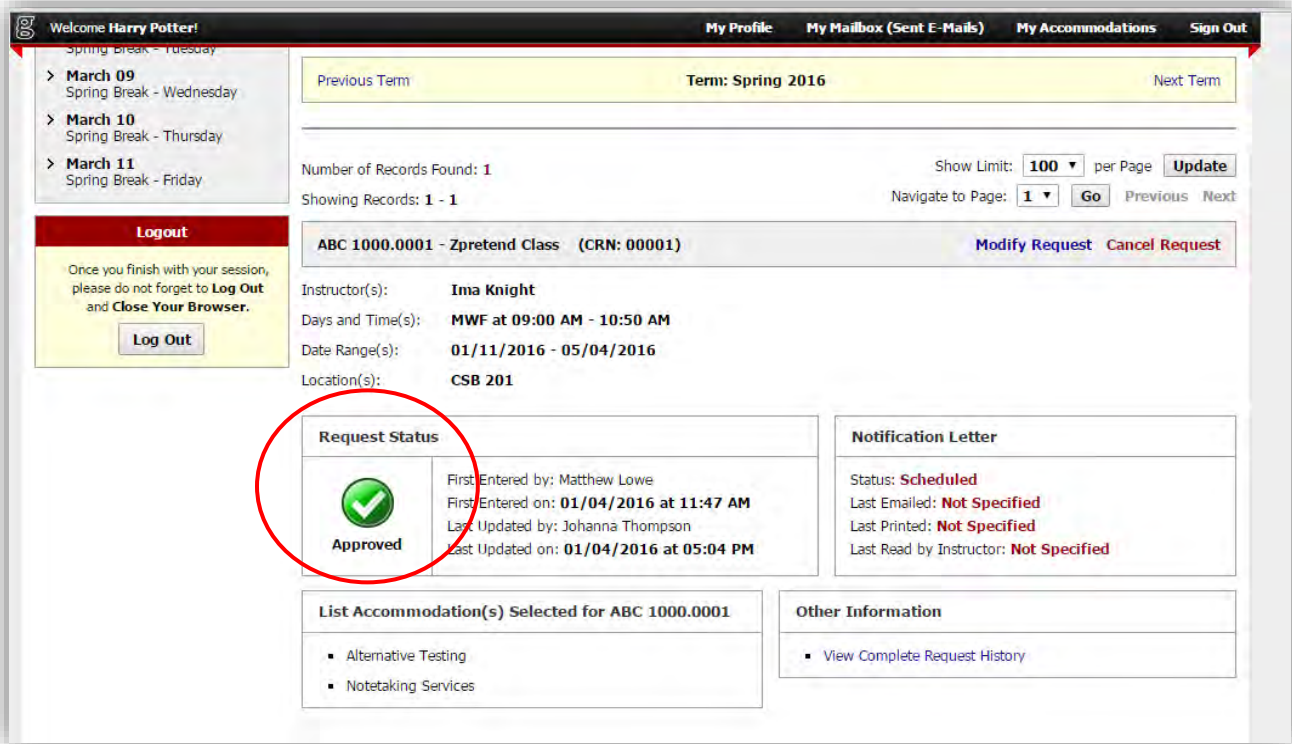 Welcome Harry Potter!
My Profile My Mailbox (Sent E-Mails) My Accommodations Sign Out
Spring Break - Tuesday
March 09
Spring Break - Wednesday
March 10
Spring Break - Thursday
March 11
Spring Break - Friday
Logout
Once you finish with your session,
please do not forget to Log Out
and Close Your Browser.
Log Out
Previous Term Term: Spring 2016 Next Term
Number of Records Found: 1
Show Limit: 100 per Page Update
Showing Records: 1 - 1
Navigate to Page: 1 Go Previous Next
ABC 1000.0001 - Zpretend Class (CRN: 00001) Modify Request Cancel Request
Instructor(s): Ima Knight
Days and Time(s): MWF at 09:00 AM - 10:50 AM
Date Range(s): 01/11/2016 - 05/04/2016
Location(s): CSB 201
Request Status
Approved
First Entered by: Matthew Lowe
First Entered on: 01/04/2016 at 11:47 AM
Last Updated by: Johanna Thompson
Last Updated on: 01/04/2016 at 05:04 PM
Notification Letter
Status: Scheduled
Last Emailed: Not Specified
Last Printed: Not Specified
Last Read by Instructor: Not Specified
List Accommodation(s) Selected for ABC 1000.0001
Alternative Testing
Notetaking Services
Other Information
View Complete Request History